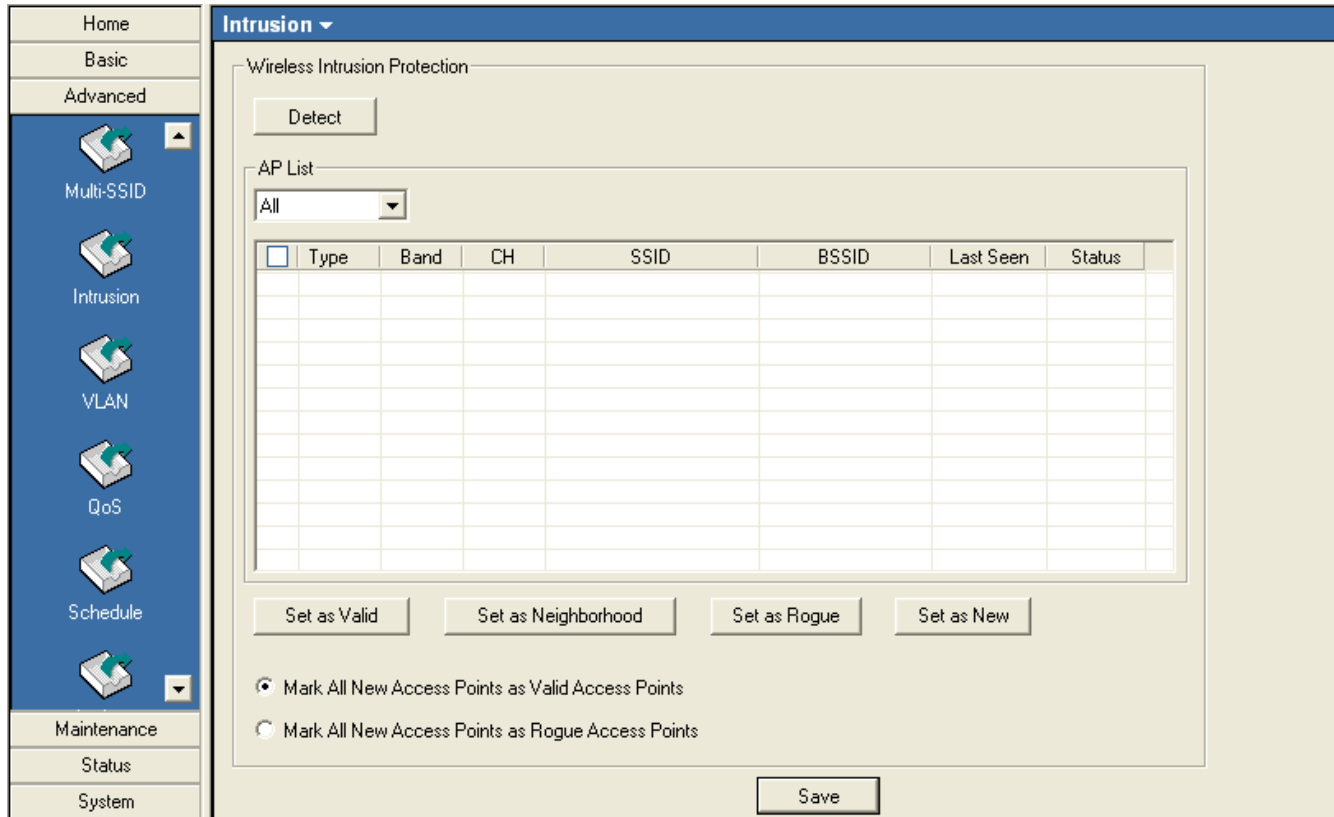 Home
Basic
Advanced
Multi-SSID
Intrusion
VLAN
QoS
Schedule
Maintenance
Status
System
Intrusion
Wireless Intrusion Protection
Detect
AP List
All
Type Band CH SSID BSSID Last Seen Status
Set as Valid Set as Neighborhood Set as Rogue Set as New
Mark All New Access Points as Valid Access Points
Mark All New Access Points as Rogue Access Points
Save